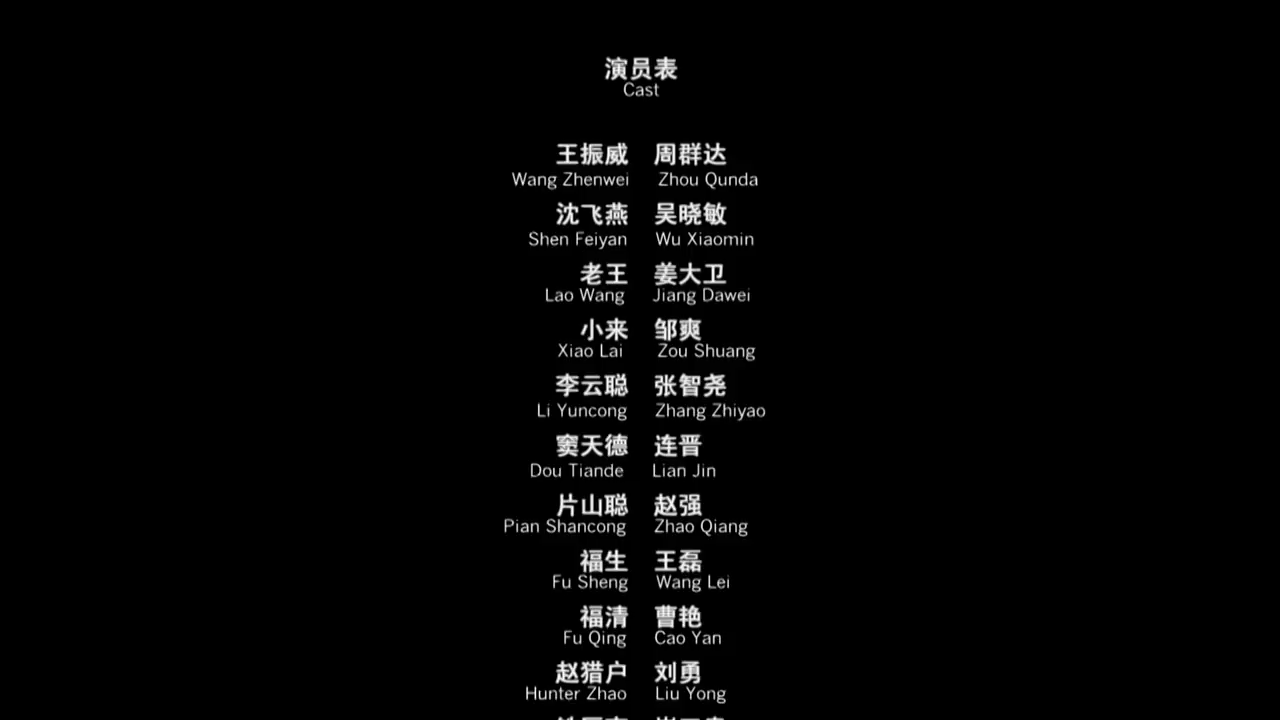 演员表
Cast
王振威 周群达
Wang Zhenwei Zhou Qunda
沈飞燕 吴晓敏
Shen Feiyan Wu Xiaomin
老王 姜大卫
Lao Wang Jiang Dawei
小来 邹爽
Xiao Lai Zou Shuang
李云聪 张智尧
Li Yuncong Zhang Zhiyao
窦天德 连晋
Dou Tiande Lian Jin
片山聪 赵强
Pian Shancong Zhao Qiang
福生 王磊
Fu Sheng Wang Lei
福清 曹艳
Fu Qing Cao Yan
赵猎户 刘勇
Hunter Zhao Liu Yong